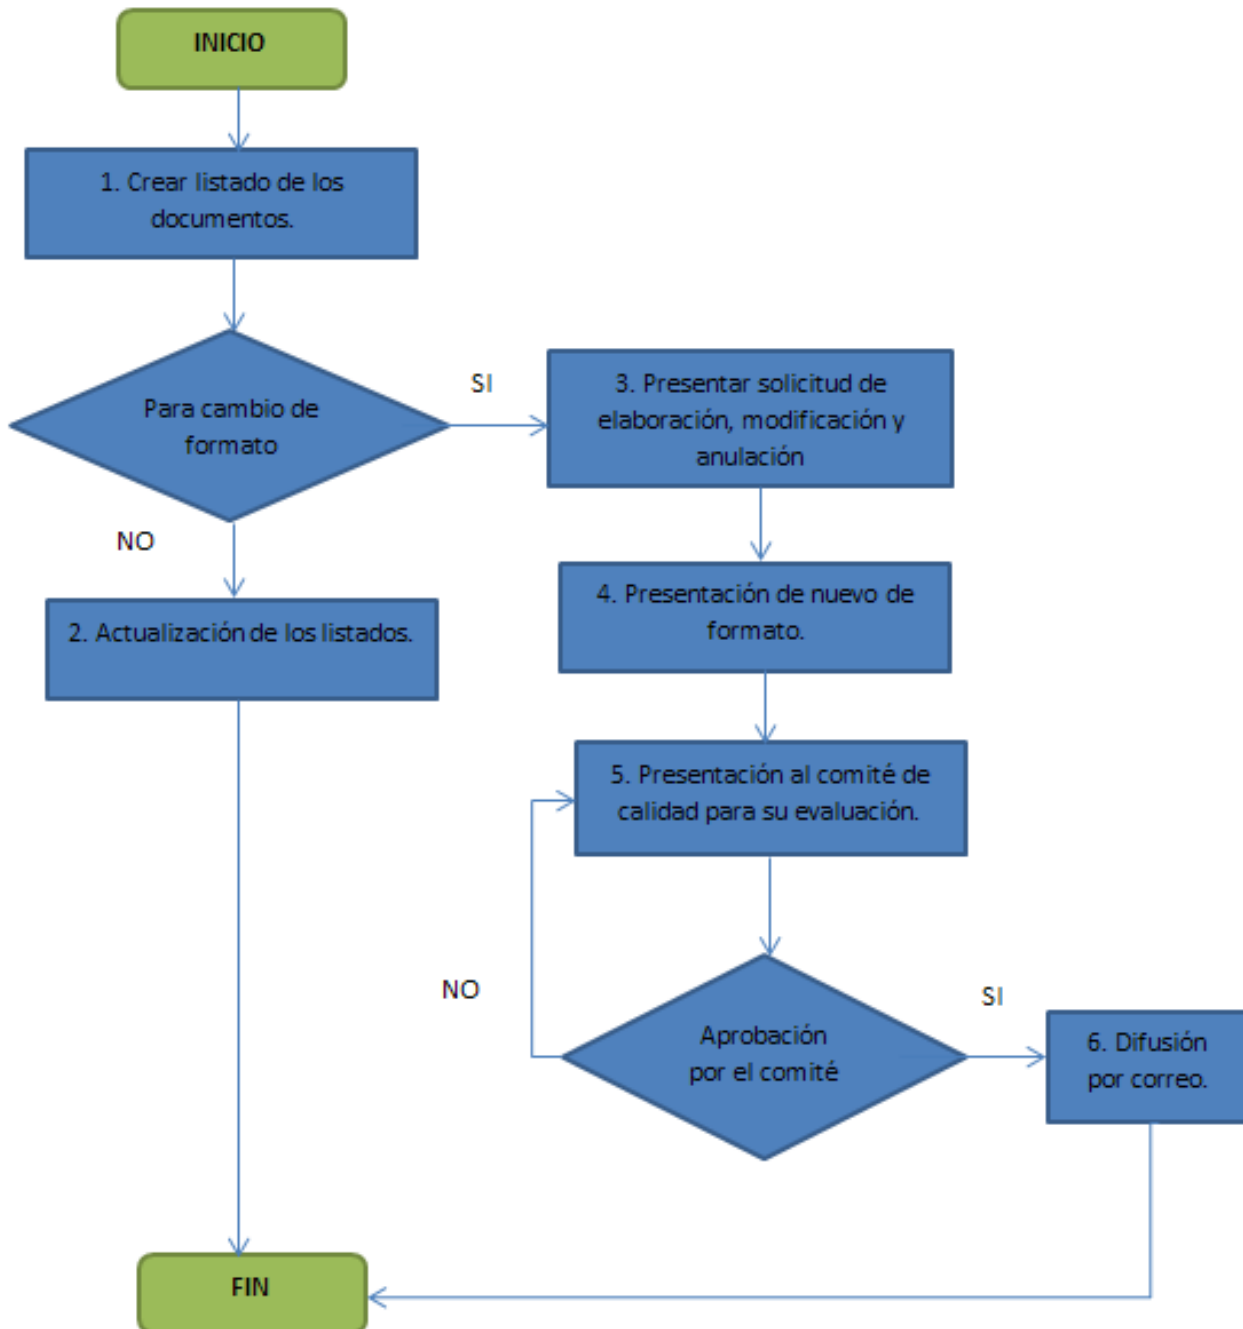 INICIO
1. Crear listado de los
documentos.
Para cambio de
formato
SI
3. Presentar solicitud de
elaboración, modificación y
anulación
NO
2. Actualización de los listados.
4. Presentación de nuevo de
formato.
5. Presentación al comité de
calidad para su evaluación.
NO
Aprobación
por el comité
SI
6. Difusión
por correo.
FIN